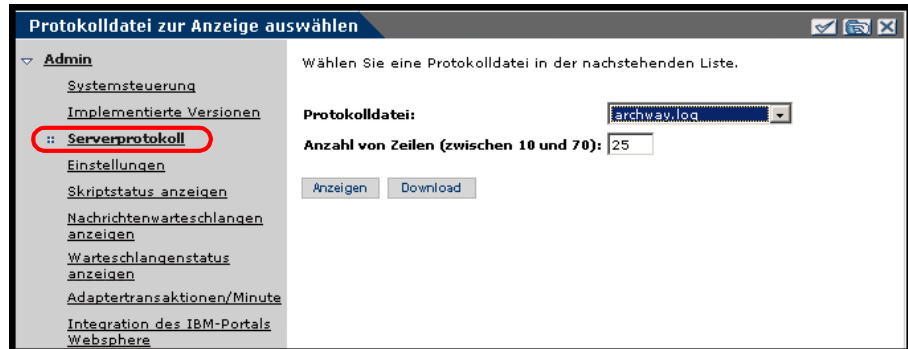 Protokolldatei zur Anzeige auswählen
Admin
Systemsteuerung
Implementierte Versionen
Serverprotokoll
Einstellungen
Skriptstatus anzeigen
Nachrichtenwarteschlangen
anzeigen
Warteschlangenstatus
anzeigen
Adaptertransaktionen/Minute
Integration des IBM-Portals
Websphere
Wählen Sie eine Protokolldatei in der nachstehenden Liste.
Protokolldatei: archway.log
Anzahl von Zeilen (zwischen 10 und 70): 25
Anzeigen Download